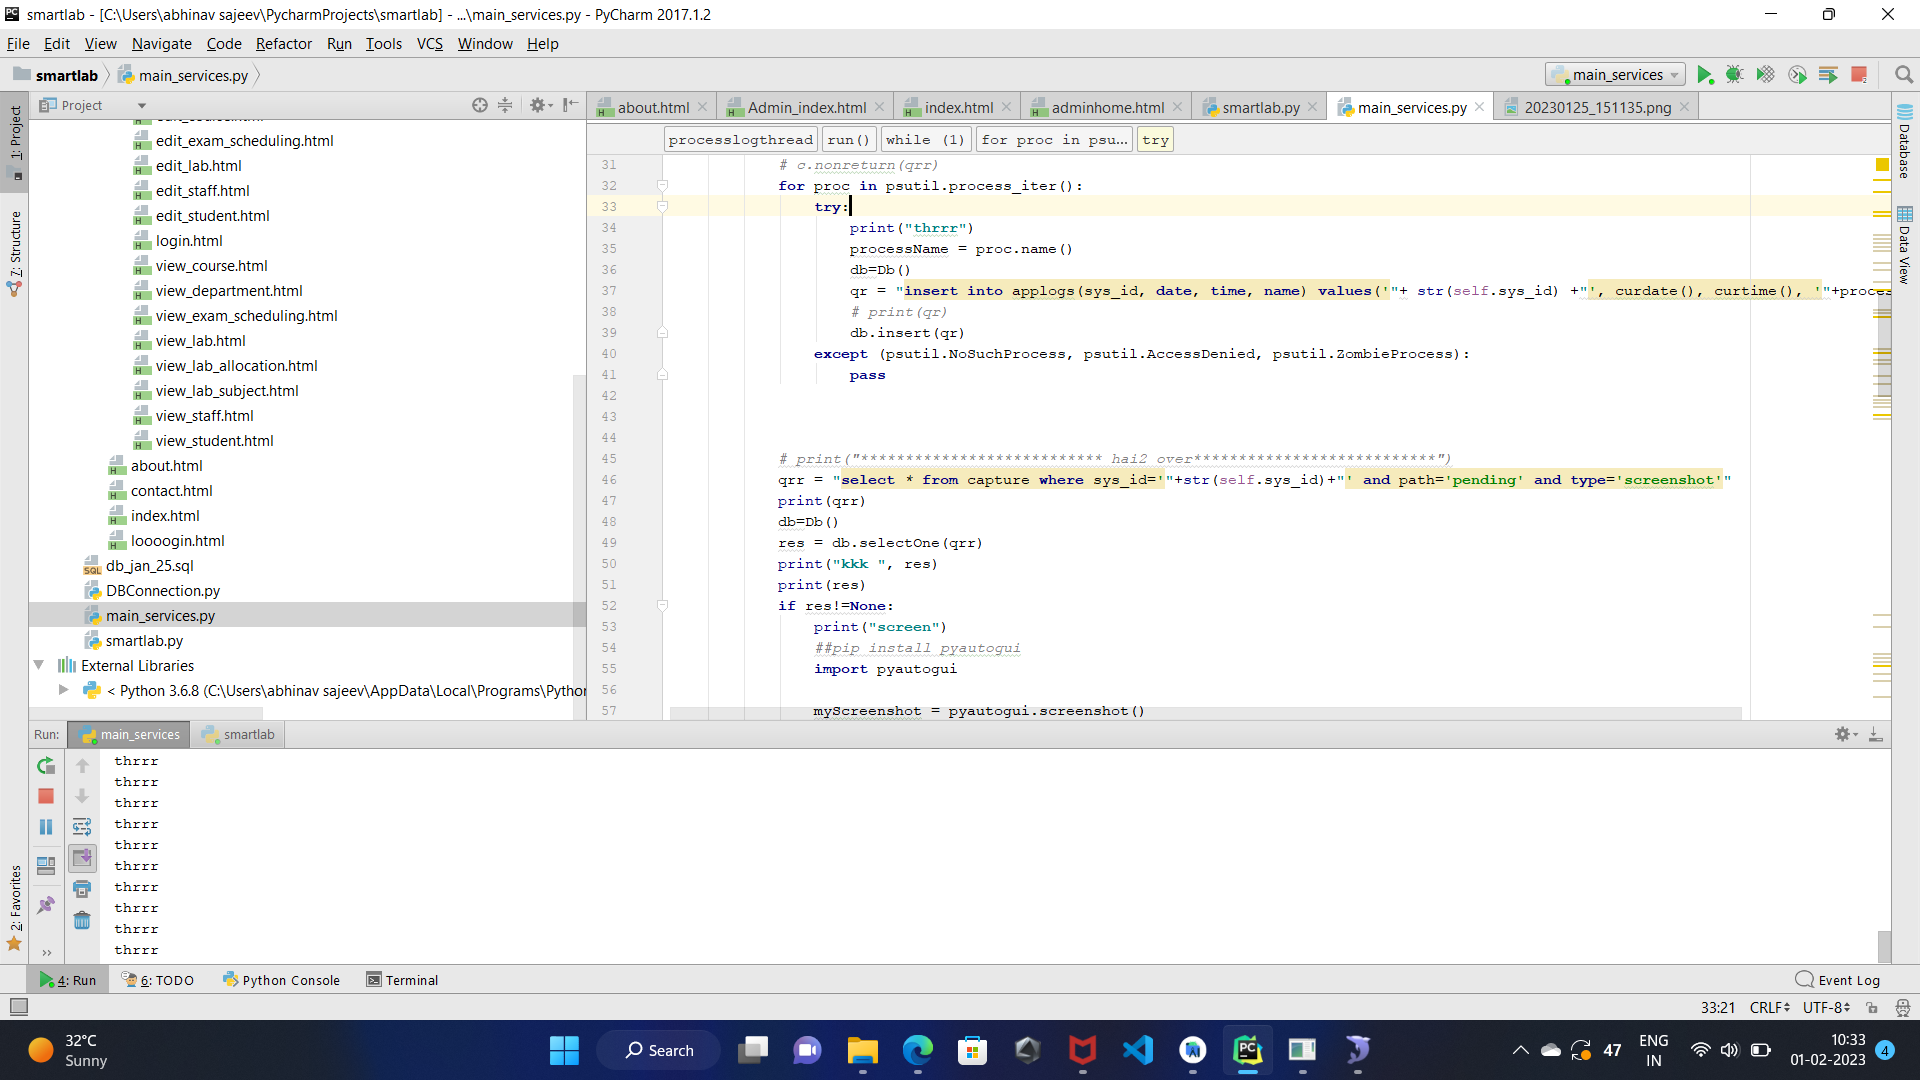 smartlab - [C:\Users\abhinav sajeev\PycharmProjects\smartlab] - ...\main_services.py - PyCharm 2017.1.2
File Edit View Navigate Code Refactor Run Tools VCS Window Help
smartlab main_services.py
main_services
Project
about.html
Admin_index.html
index.html
adminhome.html
smartlab.py
main_services.py
20230125_151135.png
1: Project
7: Structure
2: Favorites
Database
Data View
edit_exam_scheduling.html
edit_lab.html
edit_staff.html
edit_student.html
login.html
view_course.html
view_department.html
view_exam_scheduling.html
view_lab.html
view_lab_allocation.html
view_lab_subject.html
view_staff.html
view_student.html
about.html
contact.html
index.html
loooogin.html
db_jan_25.sql
DBConnection.py
main_services.py
smartlab.py
External Libraries
< Python 3.6.8 (C:\Users\abhinav sajeev\AppData\Local\Programs\Pythor
processlogthread run() while (1) for proc in psu... try
31 # c.nonreturn(qrr)
32 for proc in psutil.process_iter():
33 try:
34 print("thrrr")
35 processName = proc.name()
36 db=Db()
37 qr = "insert into applogs(sys_id, date, time, name) values('"+ str(self.sys_id) +"', curdate(), curtime(), '"+proces
38 # print(qr)
39 db.insert(qr)
40 except (psutil.NoSuchProcess, psutil.AccessDenied, psutil.ZombieProcess):
41 pass
42
43
44
45 # print("*************************** hai2 over***************************")
46 qrr = "select * from capture where sys_id='"+str(self.sys_id)+"' and path='pending' and type='screenshot'"
47 print(qrr)
48 db=Db()
49 res = db.selectOne(qrr)
50 print("kkk ", res)
51 print(res)
52 if res!=None:
53 print("screen")
54 ##pip install pyautogui
55 import pyautogui
56
57 myScreenshot = pyautogui.screenshot()
Run: main_services smartlab
thrrr
thrrr
thrrr
thrrr
thrrr
thrrr
thrrr
thrrr
thrrr
thrrr
4: Run 6: TODO Python Console Terminal Event Log
33:21 CRLF UTF-8
32°C
Sunny
Search
47
ENG
IN
10:33
01-02-2023
4